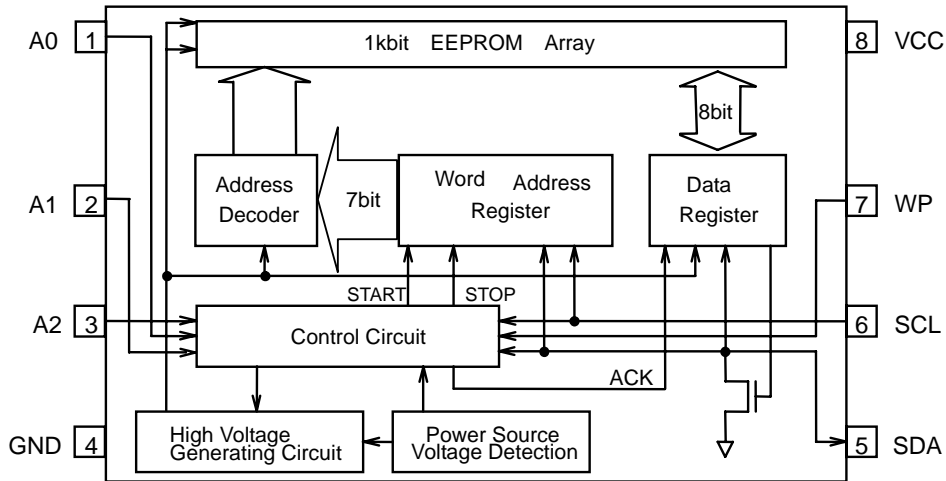 A0 1
1kbit EEPROM Array
8 VCC
8bit
A1 2
Address
Decoder
7bit
Word Address
Register
Data
Register
7 WP
START STOP
A2 3
Control Circuit
6 SCL
ACK
GND 4
High Voltage
Generating Circuit
Power Source
Voltage Detection
5 SDA